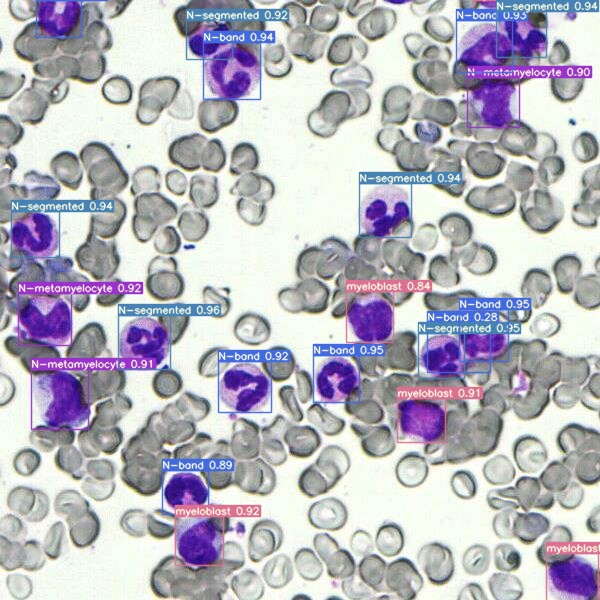 N-segmented 0.94
N-segmented 0.92
N-band 0.93
N-band 0.94
N-metamyelocyte 0.90
N-segmented 0.94
N-segmented 0.94
N-metamyelocyte 0.92
myeloblast 0.84
N-segmented 0.96
N-band 0.95
N-band 0.28
N-segmented 0.95
N-metamyelocyte 0.91
N-band 0.92
N-band 0.95
myeloblast 0.91
N-band 0.89
myeloblast 0.92
myeloblast